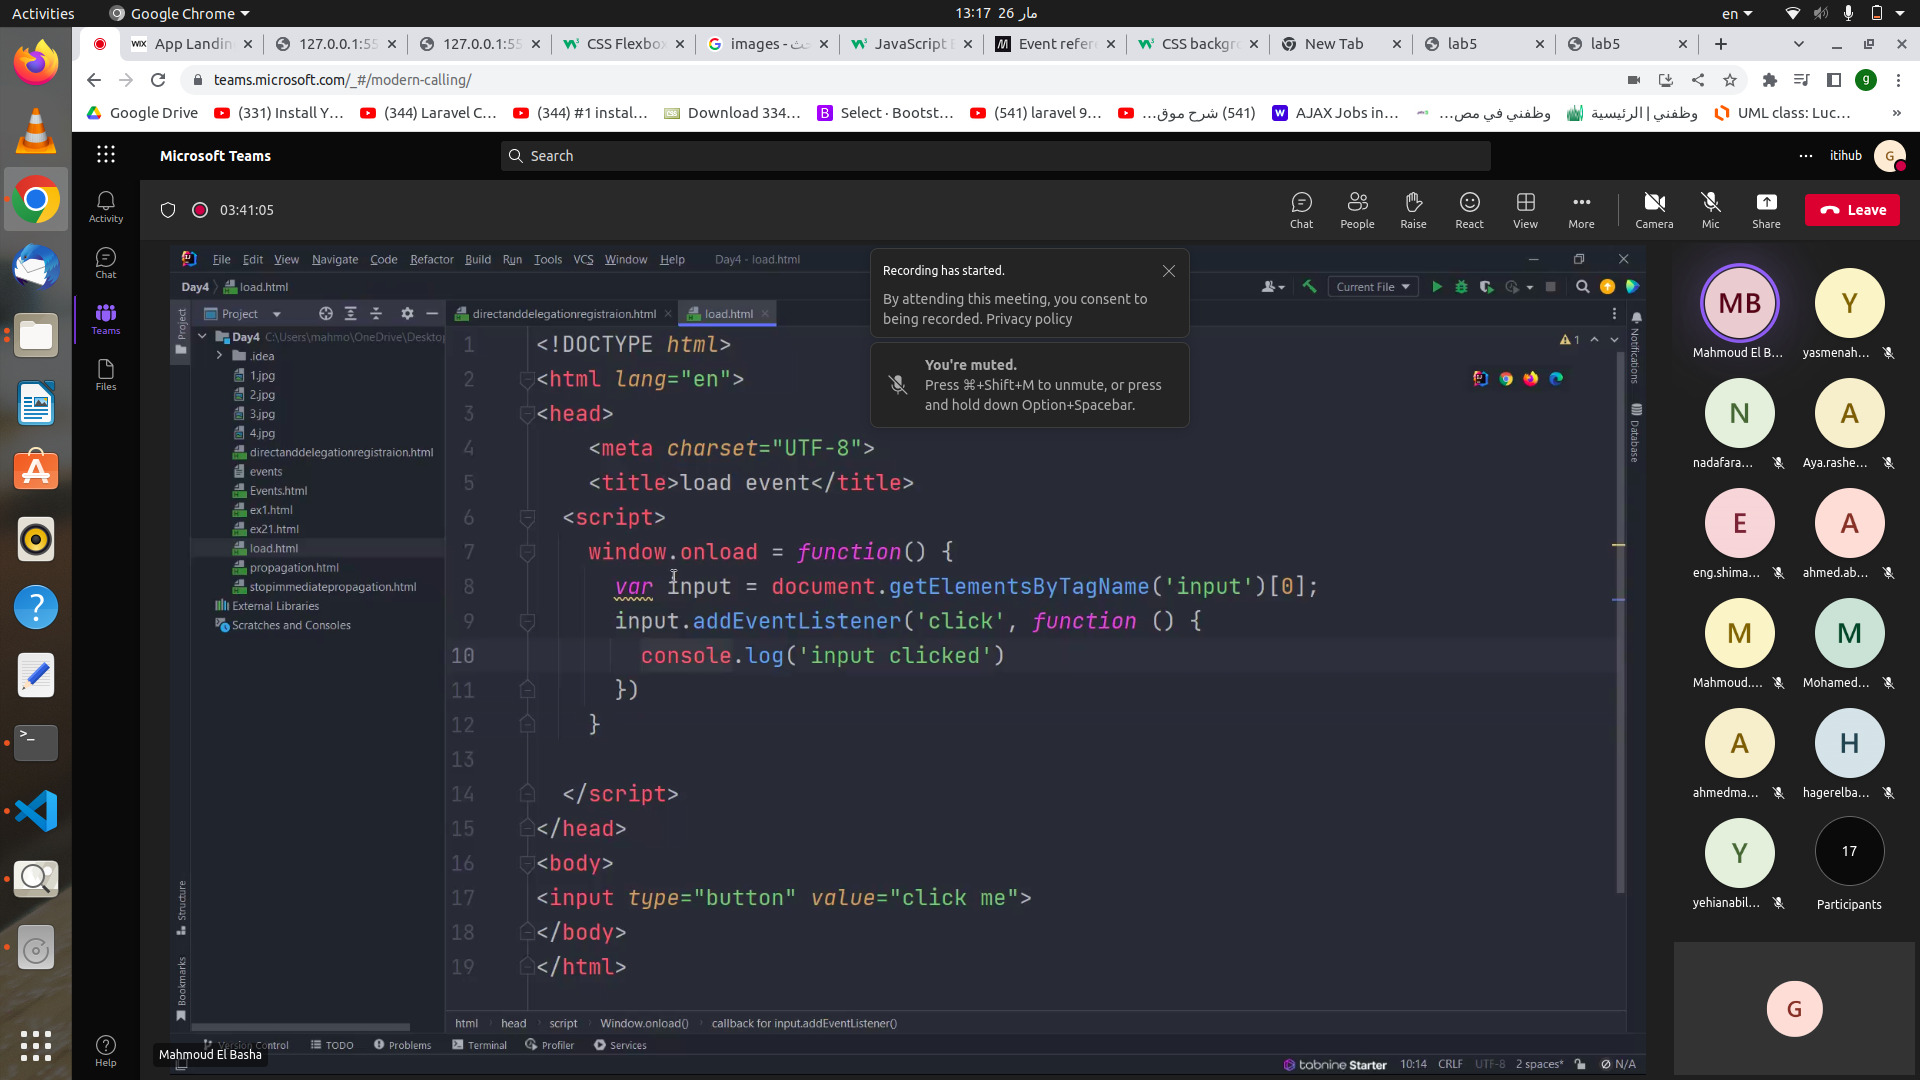 Activities
Google Chrome
13:17 26 مار
en
App Landin
127.0.0.1:55
127.0.0.1:55
CSS Flexbo
images - بحث
JavaScript E
Event refer
CSS backgr
New Tab
lab5
lab5
teams.microsoft.com/_#/modern-calling/
g
Google Drive
(331) Install Y...
(344) Laravel C...
(344) #1 instal...
Download 334...
Select · Bootst...
(541) laravel 9...
(541) شرح موق...
AJAX Jobs in...
وظفني في مص...
وظفني | الرئيسية
UML class: Luc...
»
Microsoft Teams
Search
itihub
G
Activity
Chat
Teams
Files
Help
03:41:05
Chat
People
Raise
React
View
More
Camera
Mic
Share
Leave
File Edit View Navigate Code Refactor Build Run Tools VCS Window Help Day4 - load.html
Day4 load.html
Current File
Recording has started.
By attending this meeting, you consent to
being recorded. Privacy policy
You're muted.
Press ⌘+Shift+M to unmute, or press
and hold down Option+Spacebar.
Project
Project
directanddelegationregistraion.html
load.html
Day4 C:\Users\mahmo\OneDrive\Desktop
.idea
1.jpg
2.jpg
3.jpg
4.jpg
directanddelegationregistraion.html
events
Events.html
ex1.html
ex21.html
load.html
propagation.html
stopimmediatepropagation.html
External Libraries
Scratches and Consoles
1 <!DOCTYPE html>
2 <html lang="en">
3 <head>
4 <meta charset="UTF-8">
5 <title>load event</title>
6 <script>
7 window.onload = function() {
8 var input = document.getElementsByTagName('input')[0];
9 input.addEventListener('click', function () {
10 console.log('input clicked')
11 })
12 }
13
14 </script>
15 </head>
16 <body>
17 <input type="button" value="click me">
18 </body>
19 </html>
1
Notifications
Database
Structure
Bookmarks
html head script Window.onload() callback for input.addEventListener()
Version Control TODO Problems Terminal Profiler Services
Mahmoud El Basha
tabnine Starter 10:14 CRLF UTF-8 2 spaces* N/A
MB
Mahmoud El B...
Y
yasmenah...
N
nadafara...
A
Aya.rashe...
E
eng.shima...
A
ahmed.ab...
M
Mahmoud....
M
Mohamed...
A
ahmedma...
H
hagerelba...
Y
yehianabil...
17
Participants
G